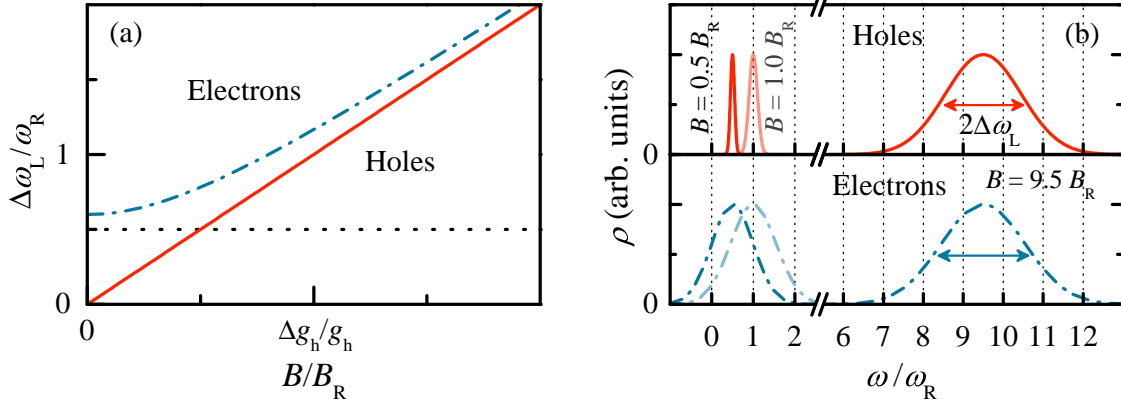 (a)
Electrons
Holes
1
0
Δω_L/ω_R
0
Δg_h/g_h
B/B_R
(b)
B = 0.5 B_R
B = 1.0 B_R
Holes
2Δω_L
0
Electrons
B = 9.5 B_R
0
ρ (arb. units)
0 1 2 6 7 8 9 10 11 12
ω/ω_R